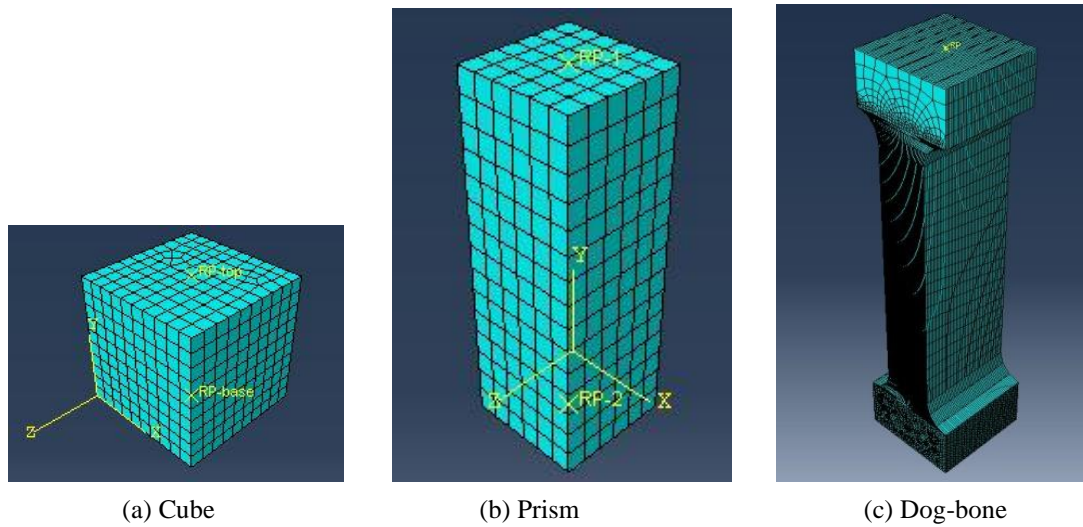 RP-top
Y
RP-base
Z
X
RP-1
Y
Z
RP-2
X
RP
(a) Cube
(b) Prism
(c) Dog-bone